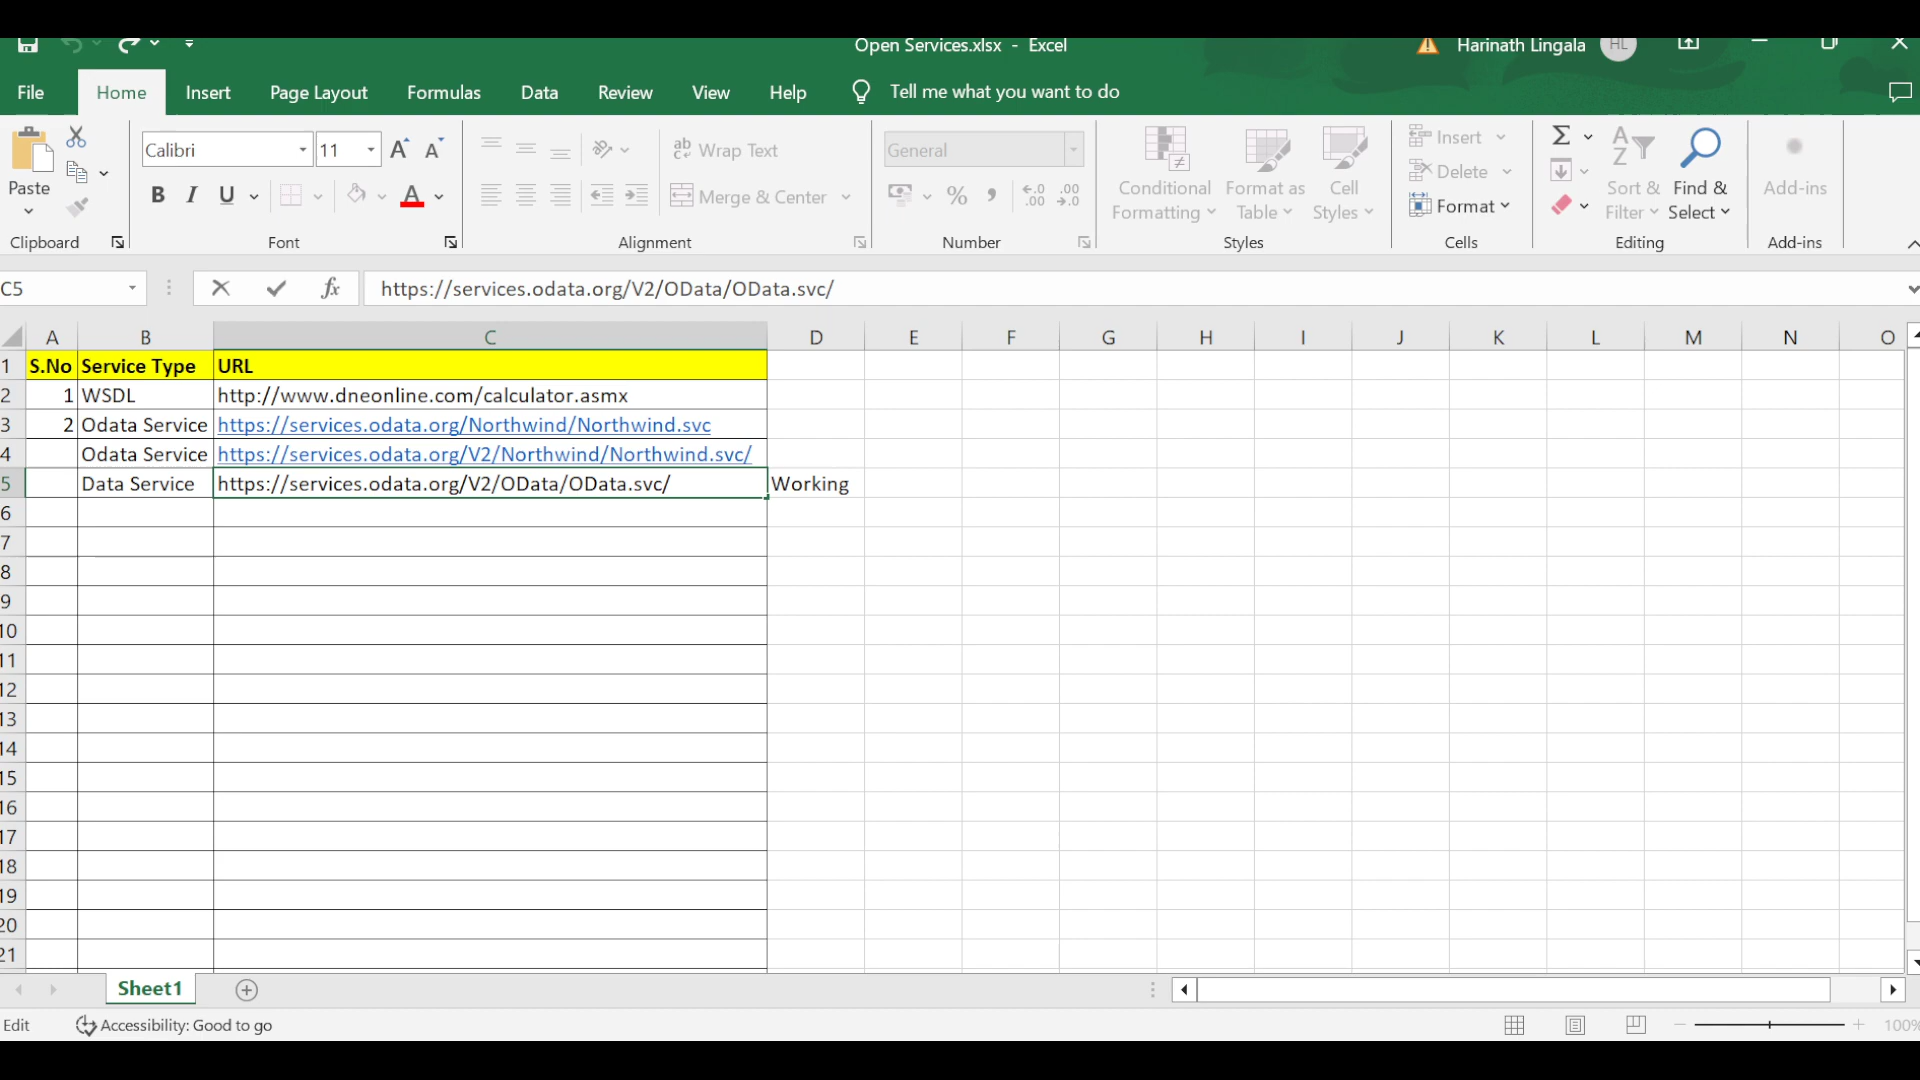 Open Services.xlsx - Excel
Harinath Lingala HL
File Home Insert Page Layout Formulas Data Review View Help Tell me what you want to do
Calibri 11
ab Wrap Text
General
Insert
Delete
Format
Paste
B I U A
Merge & Center
%
Conditional Formatting
Format as Table
Cell Styles
Sort & Filter
Find & Select
Add-ins
Clipboard Font Alignment Number Styles Cells Editing Add-ins
C5 fx https://services.odata.org/V2/OData/OData.svc/
A B C D E F G H I J K L M N O
1 S.No Service Type URL
2 1 WSDL http://www.dneonline.com/calculator.asmx
3 2 Odata Service https://services.odata.org/Northwind/Northwind.svc
4 Odata Service https://services.odata.org/V2/Northwind/Northwind.svc/
5 Data Service https://services.odata.org/V2/OData/OData.svc/ Working
6
7
8
9
10
11
12
13
14
15
16
17
18
19
20
21
Sheet1
Edit Accessibility: Good to go 100%